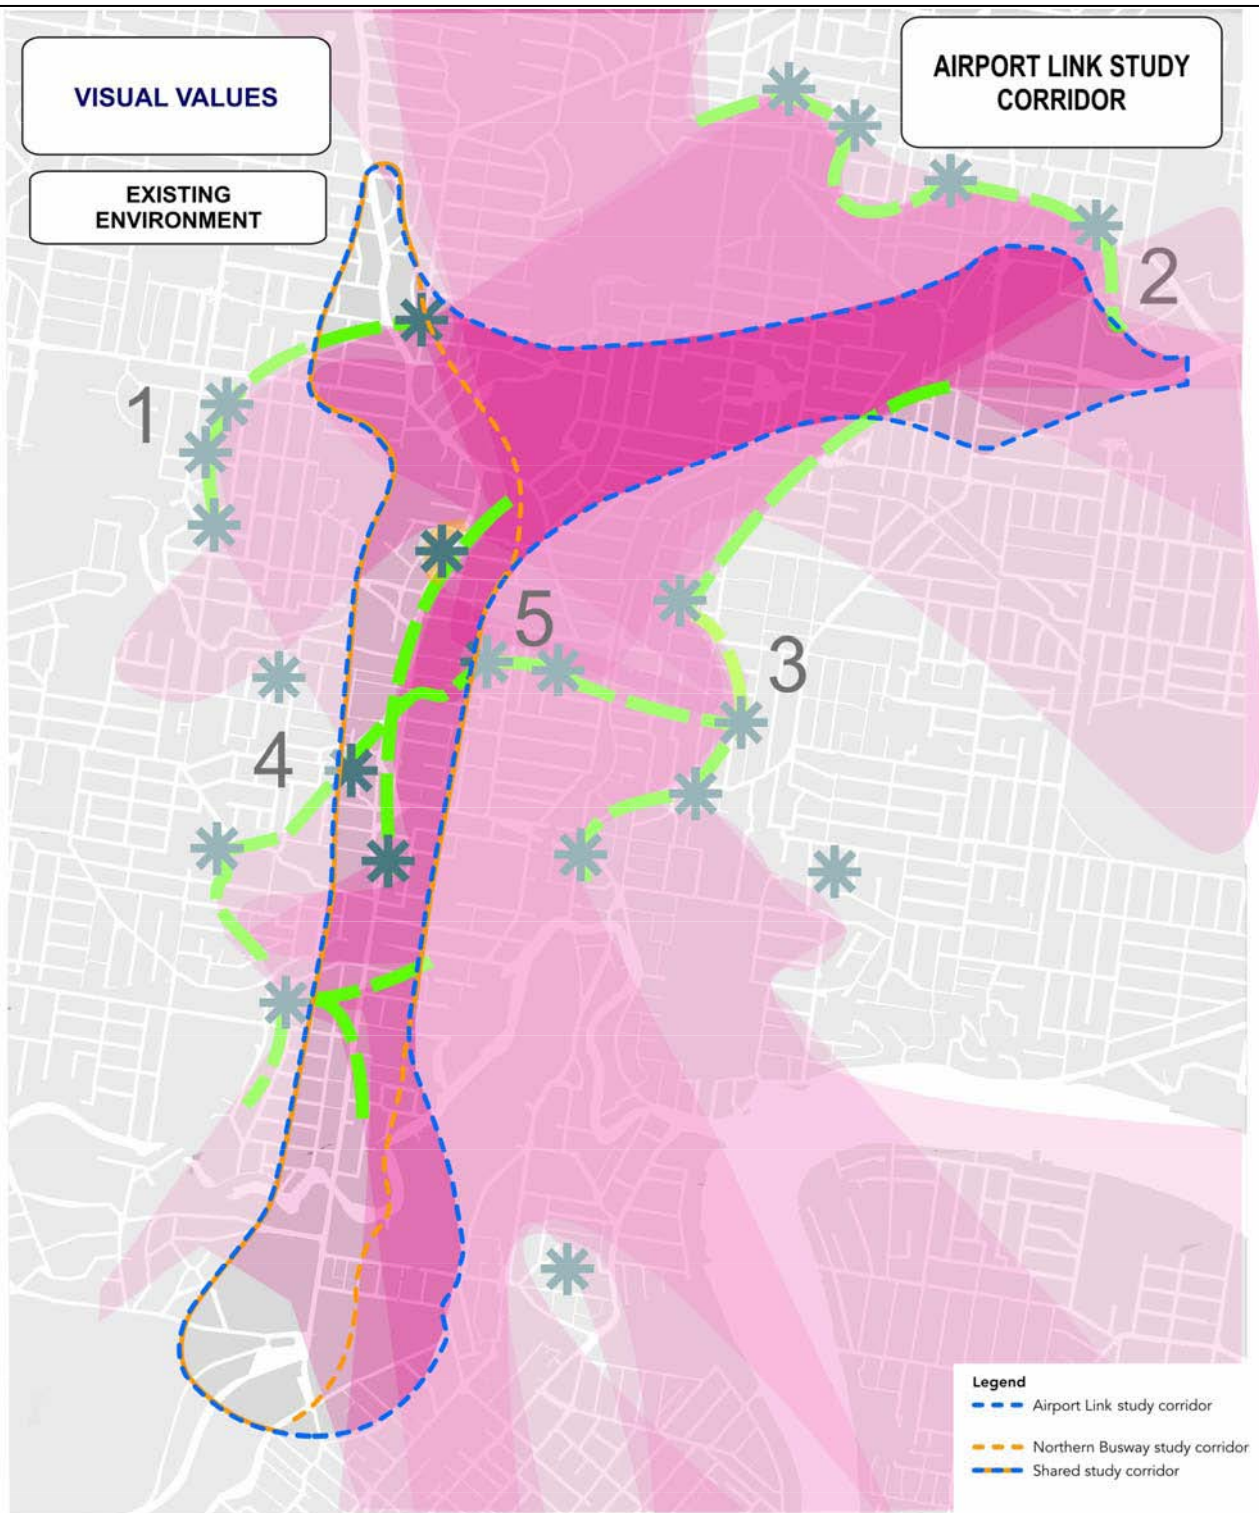 VISUAL VALUES
AIRPORT LINK STUDY
CORRIDOR
EXISTING
ENVIRONMENT
2
1
5
3
4
Legend
Airport Link study corridor
Northern Busway study corridor
Shared study corridor